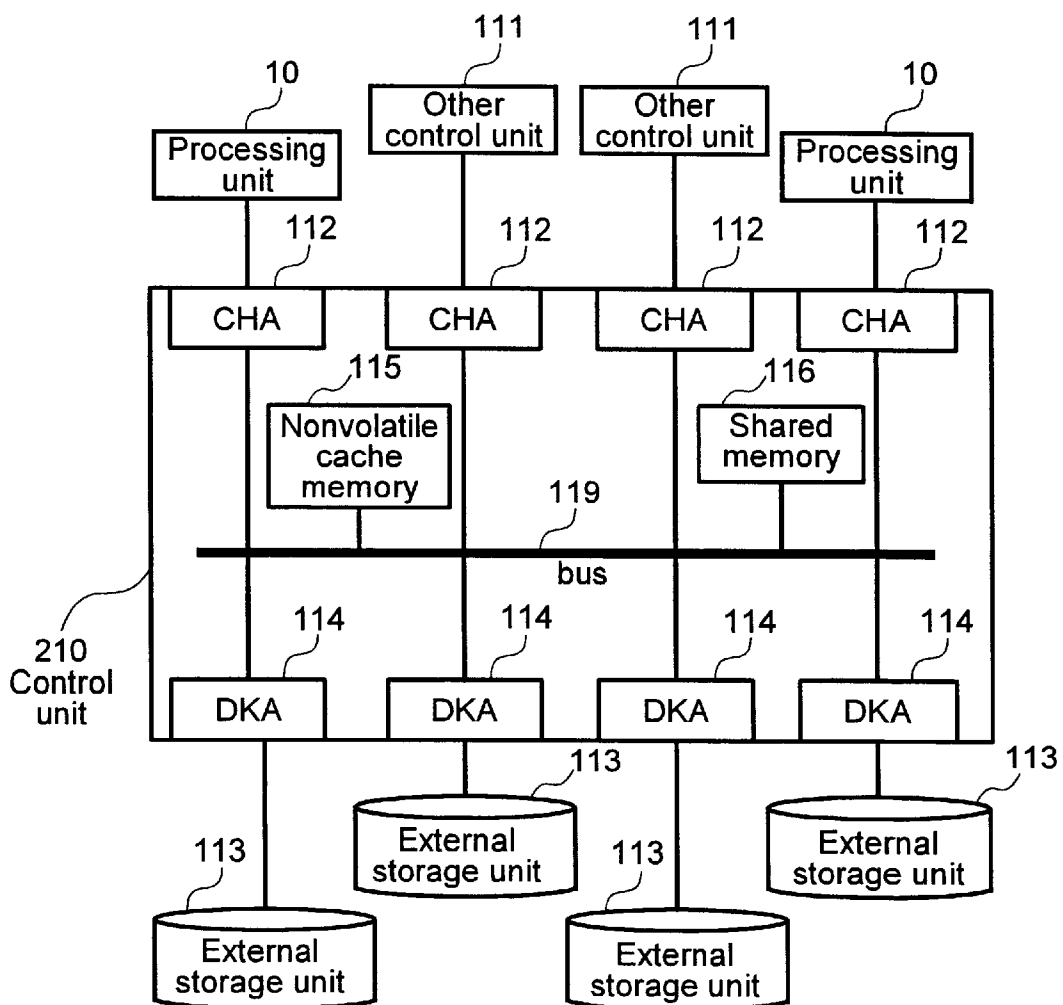 111
111
10
10
Other
control unit
Other
control unit
Processing
unit
Processing
unit
112
112
112
112
CHA
CHA
CHA
CHA
115
116
Nonvolatile
cache
memory
Shared
memory
119
bus
114
114
114
114
210
Control
unit
DKA
DKA
DKA
DKA
113
113
External
storage unit
External
storage unit
113
113
External
storage unit
External
storage unit